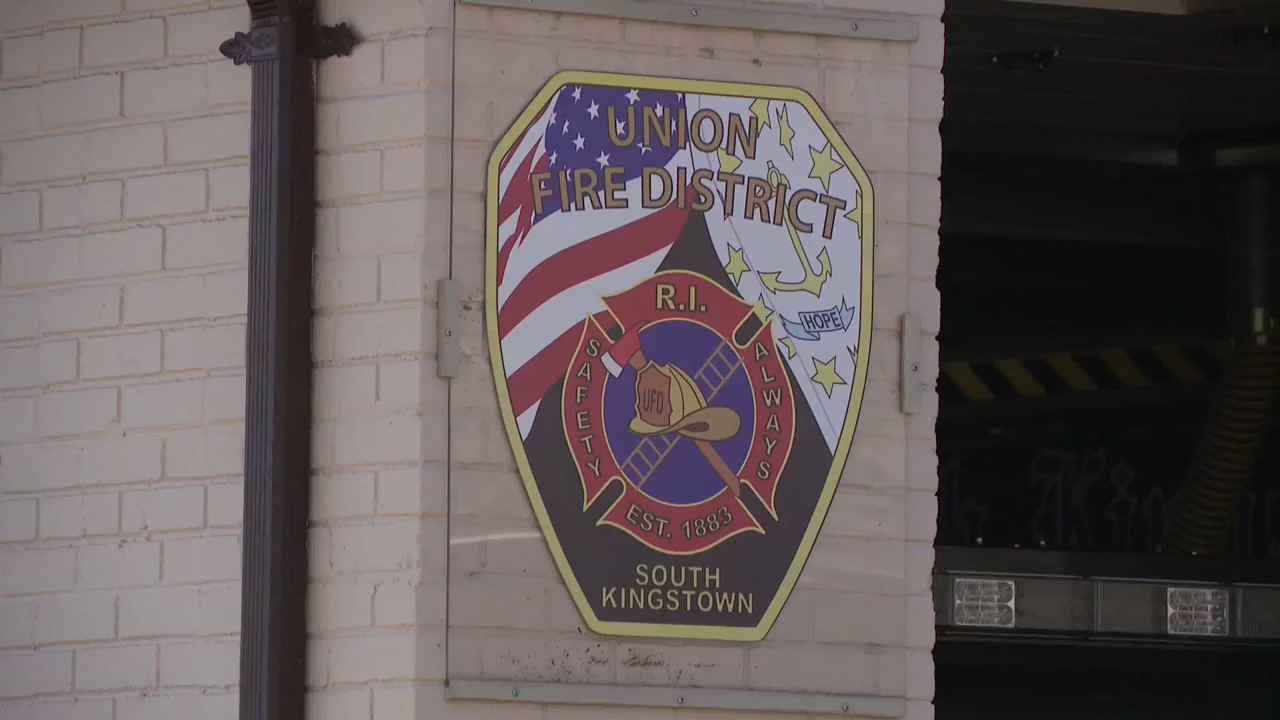 UNION
FIRE DISTRICT
R.I.
HOPE
SAFETY
ALWAYS
UFD
EST. 1883
SOUTH
KINGSTOWN